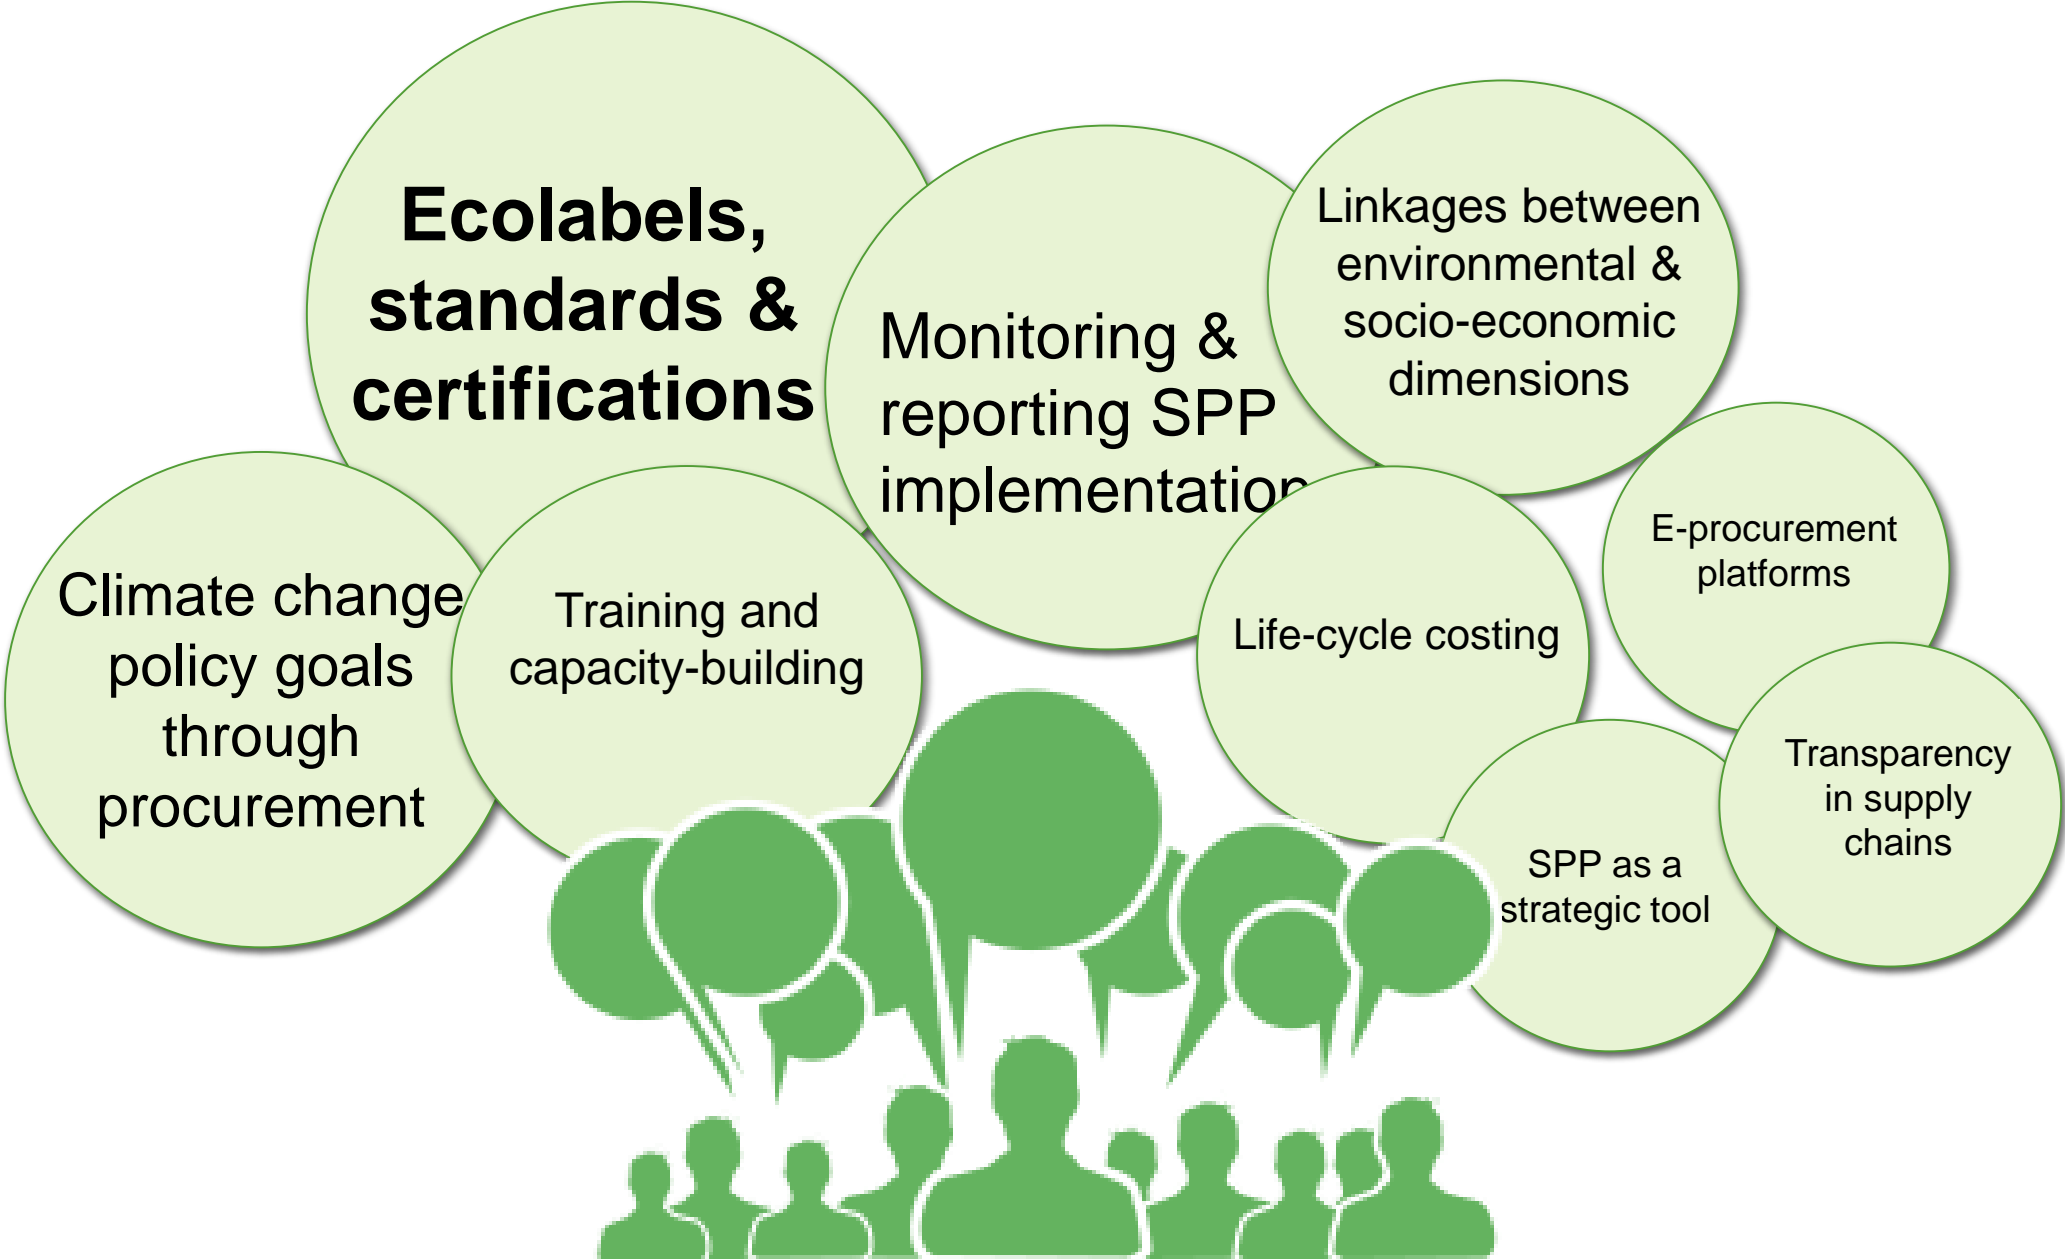 Ecolabels,
standards &
certifications
Monitoring &
reporting SPP
implementation
Linkages between
environmental &
socio-economic
dimensions
Climate change
policy goals
through
procurement
Training and
capacity-building
Life-cycle costing
E-procurement
platforms
SPP as a
strategic tool
Transparency
in supply
chains